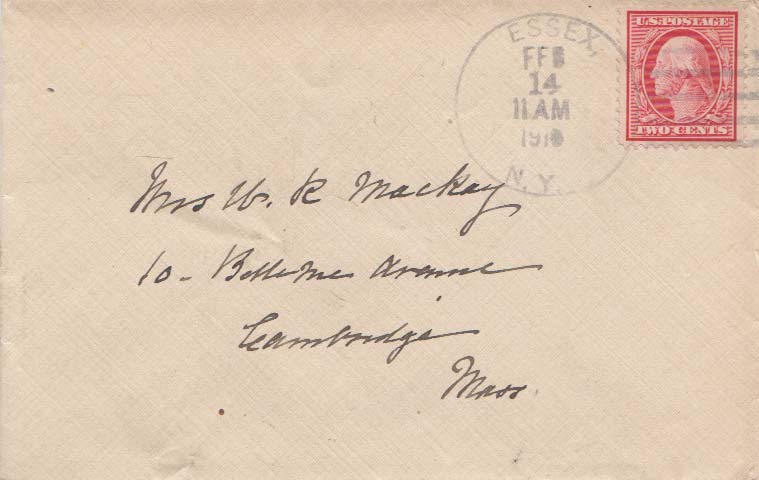 ESSEX,
FEB
14
11 AM
1910
N.Y.
U.S. POSTAGE
TWO CENTS
Mrs W. R Mackay
10 - Bellevue Avenue
Cambridge
Mass.